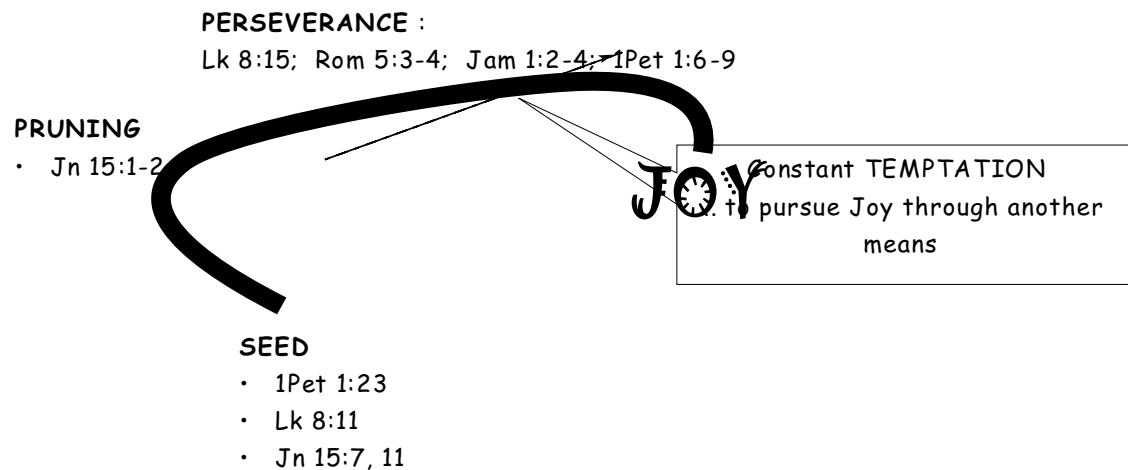 PERSEVERANCE :
Lk 8:15; Rom 5:3-4; Jam 1:2-4; 1Pet 1:6-9
PRUNING
• Jn 15:1-2
JOY
Constant TEMPTATION
... to pursue Joy through another
means
SEED
• 1Pet 1:23
• Lk 8:11
• Jn 15:7, 11